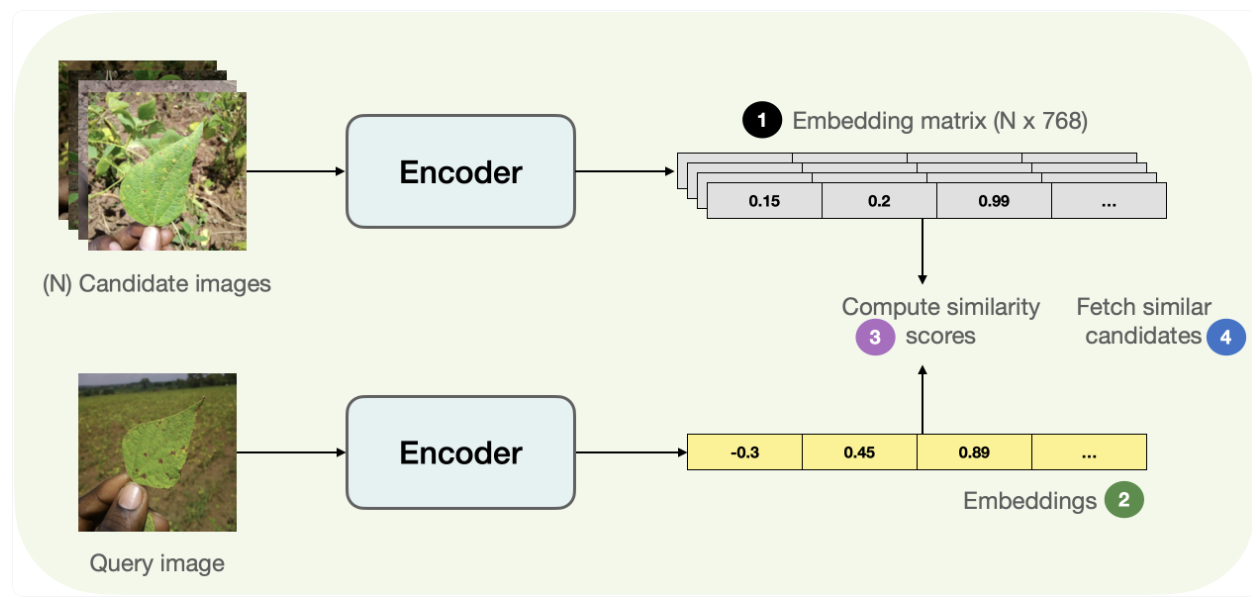 1 Embedding matrix (N x 768)
Encoder
0.15 0.2 0.99 ...
(N) Candidate images
Compute similarity
3 scores
Fetch similar
candidates 4
Encoder
-0.3 0.45 0.89 ...
Embeddings 2
Query image